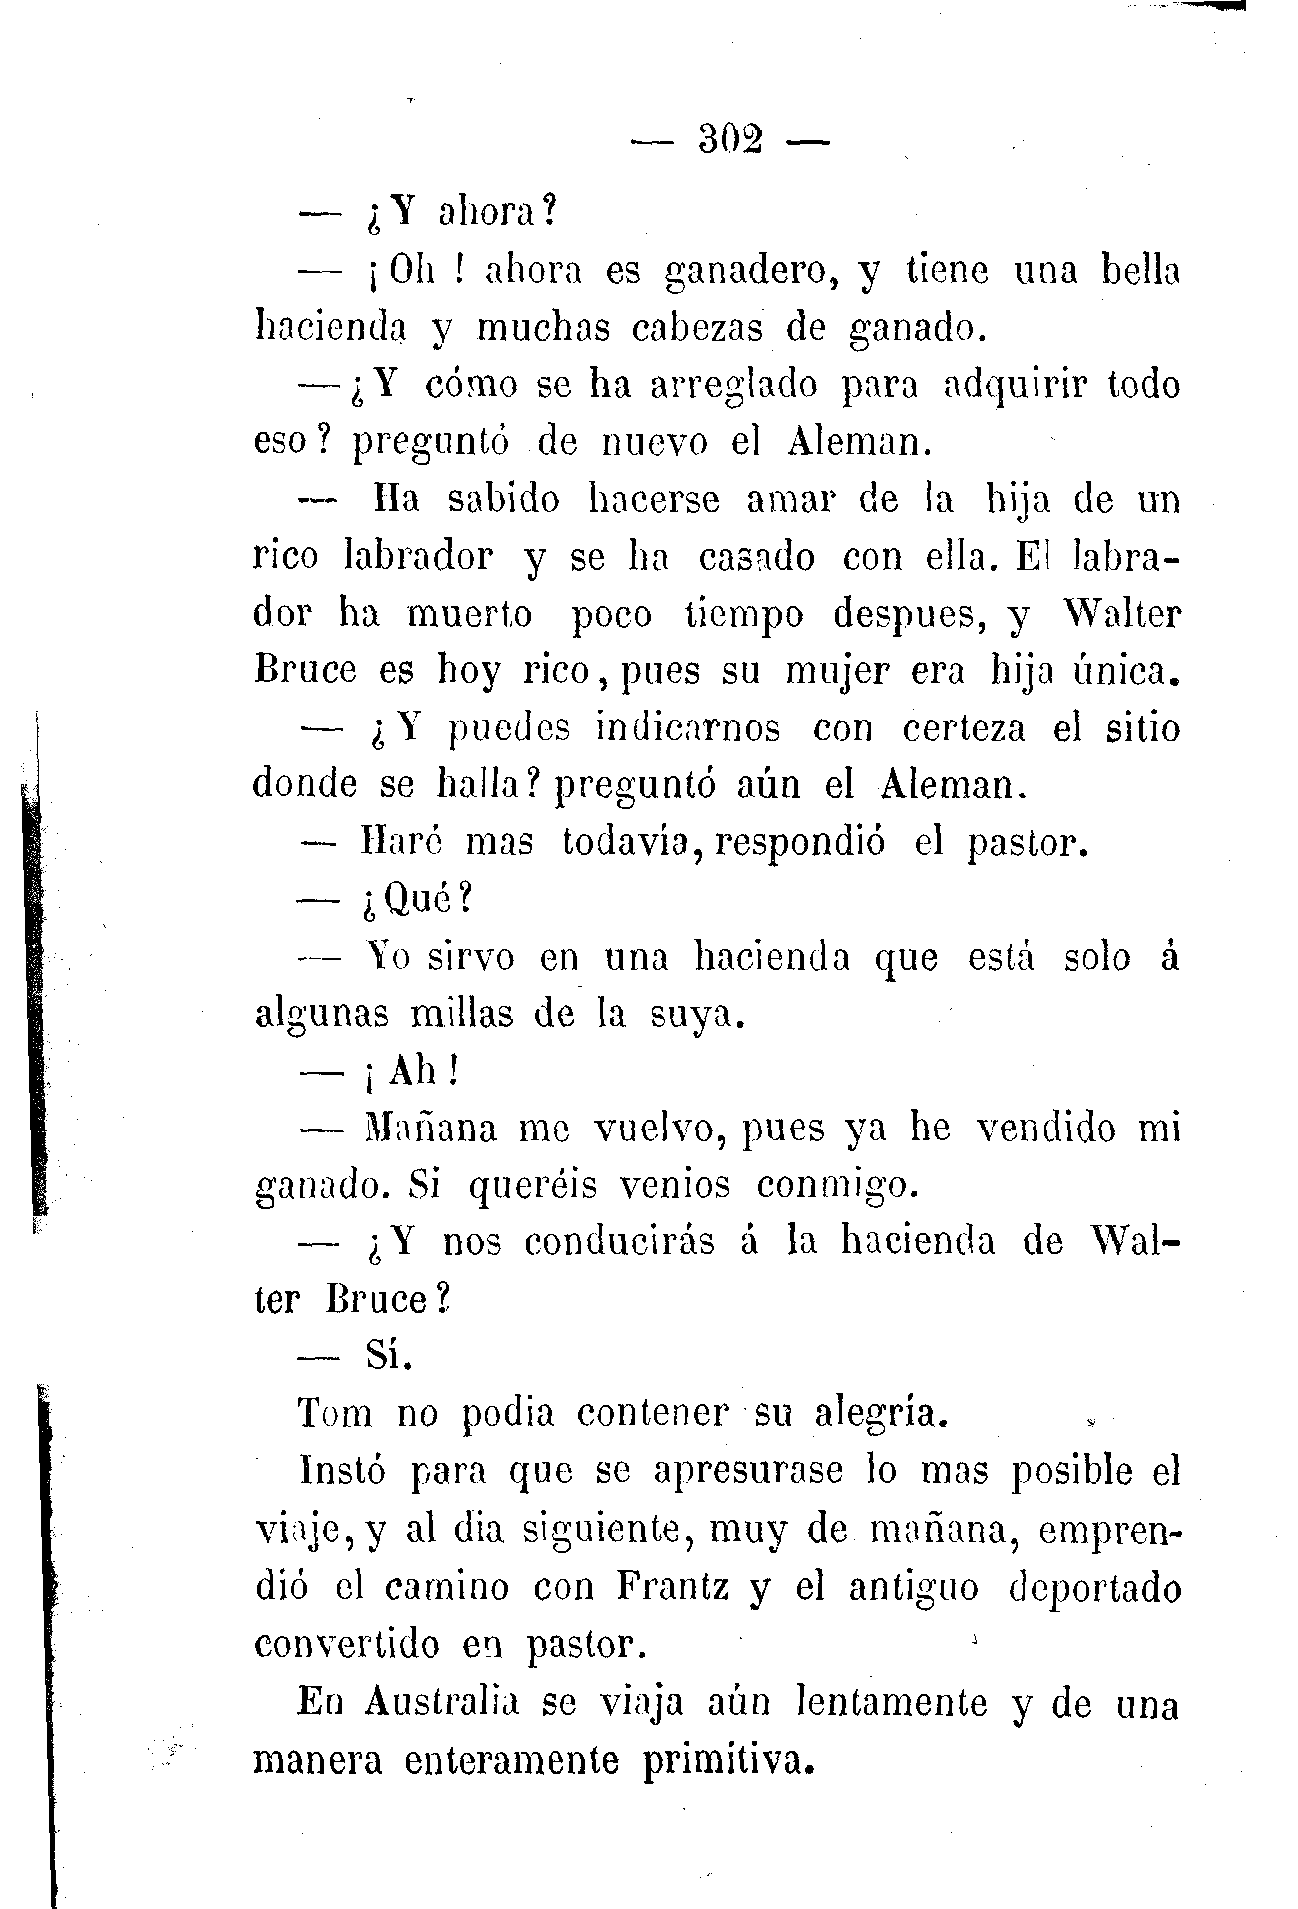 — 302 —
— ¿Y ahora?
— ¡Oh! ahora es ganadero, y tiene una bella
hacienda y muchas cabezas de ganado.
—¿Y cómo se ha arreglado para adquirir todo
eso? preguntó de nuevo el Aleman.
— Ha sabido hacerse amar de la hija de un
rico labrador y se ha casado con ella. El labra-
dor ha muerto poco tiempo despues, y Walter
Bruce es hoy rico, pues su mujer era hija única.
— ¿Y puedes indicarnos con certeza el sitio
donde se halla? preguntó aún el Aleman.
— Haré mas todavía, respondió el pastor.
— ¿Qué?
— Yo sirvo en una hacienda que está solo á
algunas millas de la suya.
— ¡Ah!
— Mañana me vuelvo, pues ya he vendido mi
ganado. Si queréis venios conmigo.
— ¿Y nos conducirás á la hacienda de Wal-
ter Bruce?
— Sí.
Tom no podia contener su alegría.
Instó para que se apresurase lo mas posible el
viaje, y al dia siguiente, muy de mañana, empren-
dió el camino con Frantz y el antiguo deportado
convertido en pastor.
En Australia se viaja aún lentamente y de una
manera enteramente primitiva.